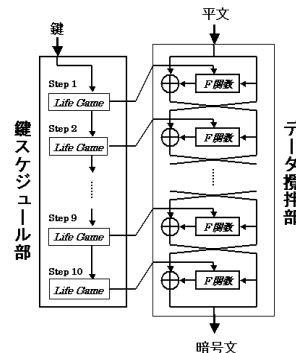 鍵
平文
Step 1
Life Game
F関数
Step 2
Life Game
F関数
鍵スケジュール部
データ攪拌部
Step 9
Life Game
F関数
Step 10
Life Game
F関数
暗号文